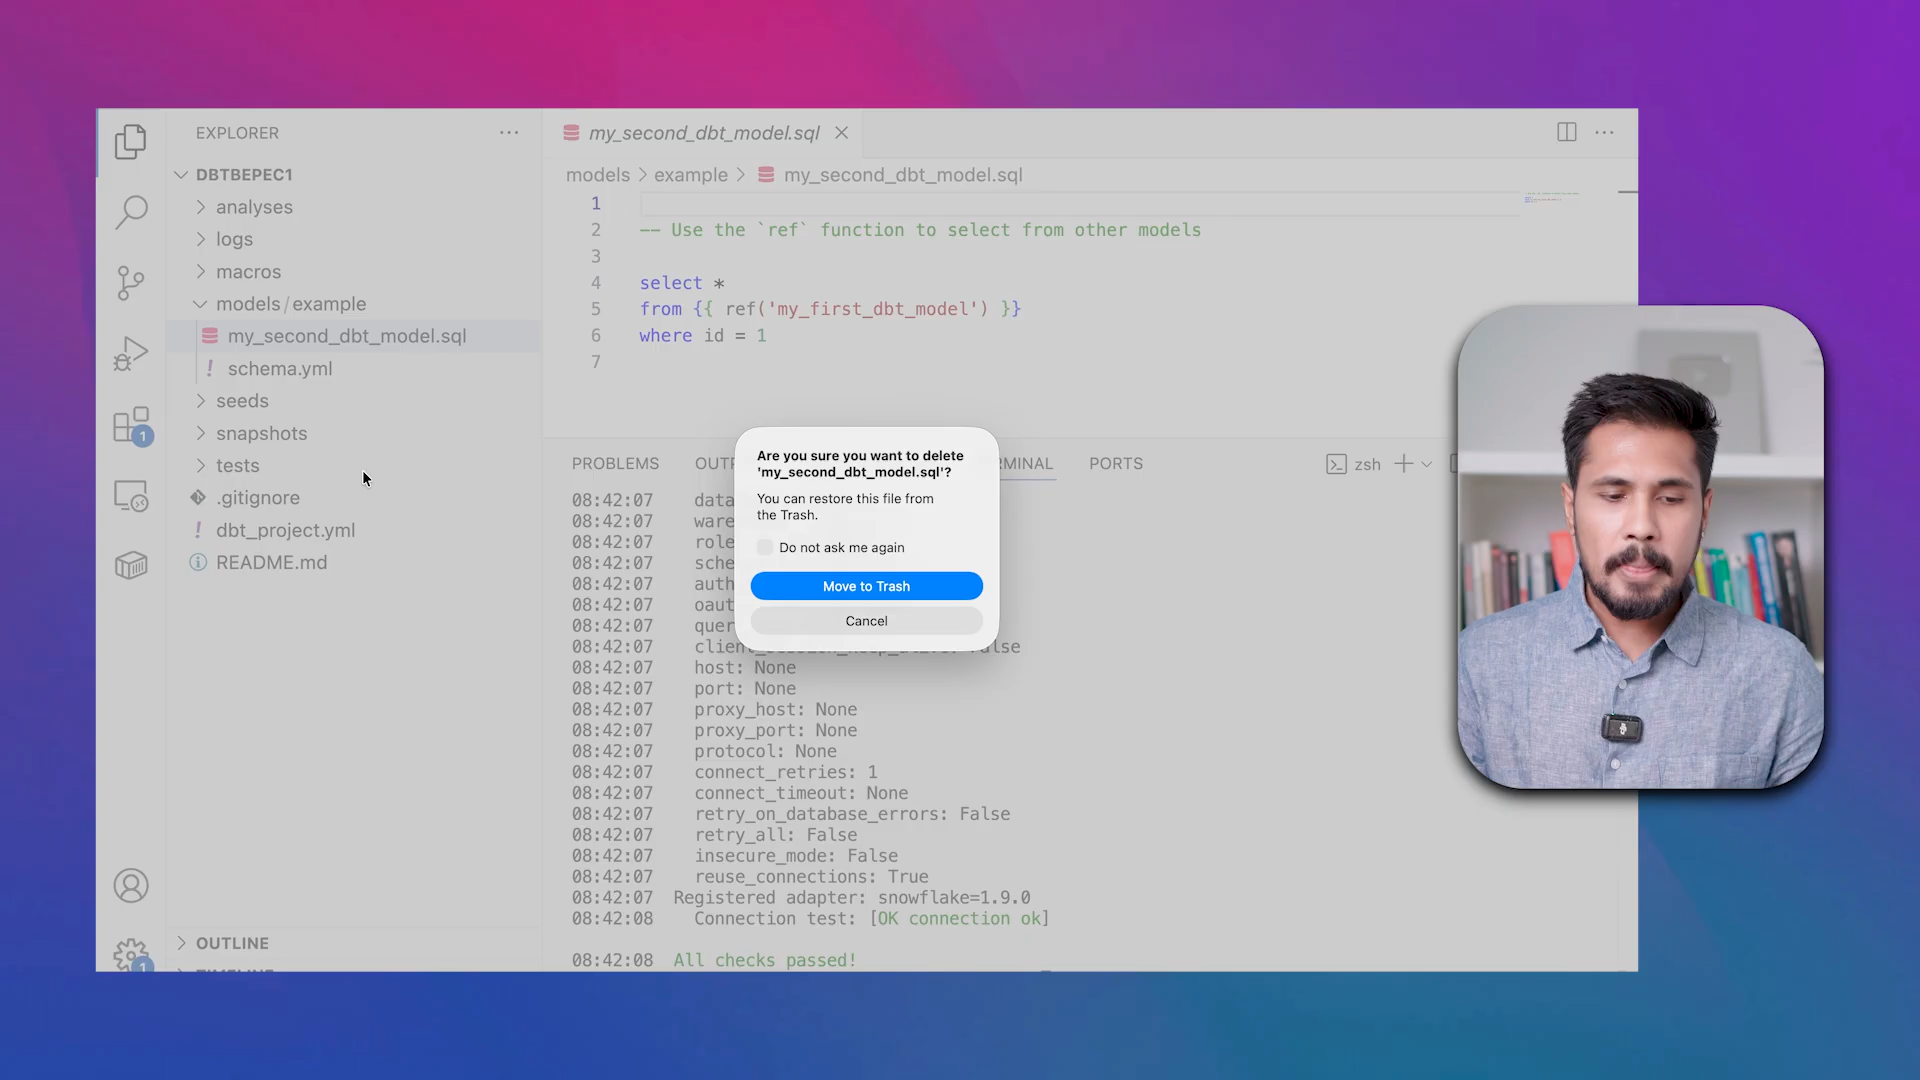 EXPLORER
DBTBEPEC1
analyses
logs
macros
models / example
my_second_dbt_model.sql
schema.yml
seeds
snapshots
tests
.gitignore
dbt_project.yml
README.md
OUTLINE
1
1
my_second_dbt_model.sql
models > example > my_second_dbt_model.sql
1
2 -- Use the `ref` function to select from other models
3
4 select *
5 from {{ ref('my_first_dbt_model') }}
6 where id = 1
7
PROBLEMS
PORTS
zsh
08:42:07
08:42:07
08:42:07
08:42:07
08:42:07
08:42:07
08:42:07
08:42:07
08:42:07 host: None
08:42:07 port: None
08:42:07 proxy_host: None
08:42:07 proxy_port: None
08:42:07 protocol: None
08:42:07 connect_retries: 1
08:42:07 connect_timeout: None
08:42:07 retry_on_database_errors: False
08:42:07 retry_all: False
08:42:07 insecure_mode: False
08:42:07 reuse_connections: True
08:42:07 Registered adapter: snowflake=1.9.0
08:42:08 Connection test: [OK connection ok]
08:42:08 All checks passed!
Are you sure you want to delete
'my_second_dbt_model.sql'?
You can restore this file from
the Trash.
Do not ask me again
Move to Trash
Cancel